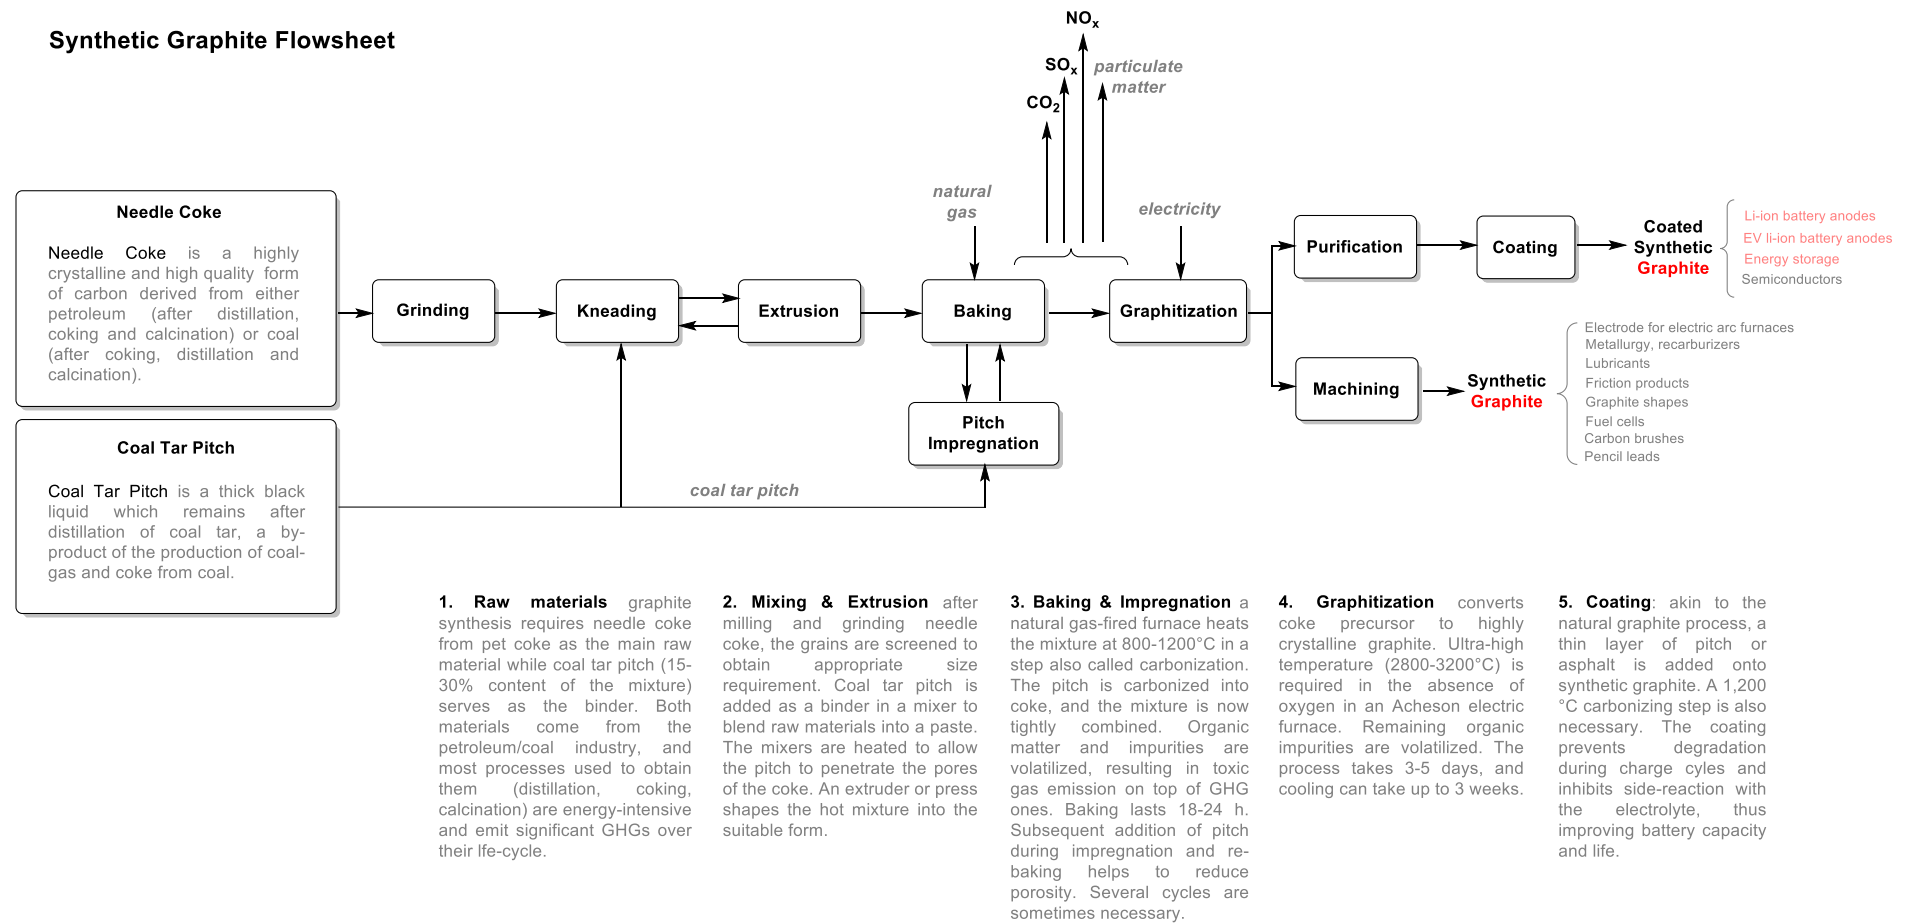 Synthetic Graphite Flowsheet
NOx
SOx
particulate
matter
CO2
natural
gas
electricity
Needle Coke
Needle Coke is a highly
crystalline and high quality form
of carbon derived from either
petroleum (after distillation,
coking and calcination) or coal
(after coking, distillation and
calcination).
Grinding
Kneading
Extrusion
Baking
Graphitization
Purification
Coating
Coated
Synthetic
Graphite
Li-ion battery anodes
EV li-ion battery anodes
Energy storage
Semiconductors
Machining
Synthetic
Graphite
Electrode for electric arc furnaces
Metallurgy, recarburizers
Lubricants
Friction products
Graphite shapes
Fuel cells
Carbon brushes
Pencil leads
Pitch
Impregnation
Coal Tar Pitch
Coal Tar Pitch is a thick black
liquid which remains after
distillation of coal tar, a by-
product of the production of coal-
gas and coke from coal.
coal tar pitch
1. Raw materials graphite
synthesis requires needle coke
from pet coke as the main raw
material while coal tar pitch (15-
30% content of the mixture)
serves as the binder. Both
materials come from the
petroleum/coal industry, and
most processes used to obtain
them (distillation, coking,
calcination) are energy-intensive
and emit significant GHGs over
their lfe-cycle.
2. Mixing & Extrusion after
milling and grinding needle
coke, the grains are screened to
obtain appropriate size
requirement. Coal tar pitch is
added as a binder in a mixer to
blend raw materials into a paste.
The mixers are heated to allow
the pitch to penetrate the pores
of the coke. An extruder or press
shapes the hot mixture into the
suitable form.
3. Baking & Impregnation a
natural gas-fired furnace heats
the mixture at 800-1200°C in a
step also called carbonization.
The pitch is carbonized into
coke, and the mixture is now
tightly combined. Organic
matter and impurities are
volatilized, resulting in toxic
gas emission on top of GHG
ones. Baking lasts 18-24 h.
Subsequent addition of pitch
during impregnation and re-
baking helps to reduce
porosity. Several cycles are
sometimes necessary.
4. Graphitization converts
coke precursor to highly
crystalline graphite. Ultra-high
temperature (2800-3200°C) is
required in the absence of
oxygen in an Acheson electric
furnace. Remaining organic
impurities are volatilized. The
process takes 3-5 days, and
cooling can take up to 3 weeks.
5. Coating: akin to the
natural graphite process, a
thin layer of pitch or
asphalt is added onto
synthetic graphite. A 1,200
°C carbonizing step is also
necessary. The coating
prevents degradation
during charge cyles and
inhibits side-reaction with
the electrolyte, thus
improving battery capacity
and life.